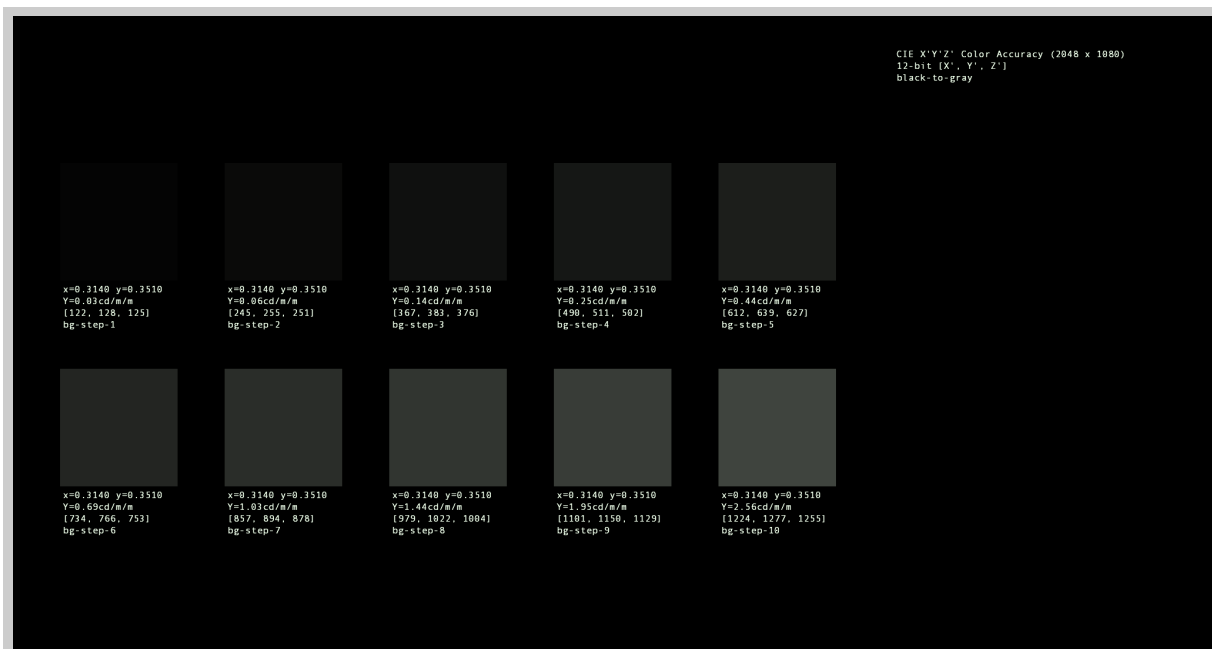 CIE X'Y'Z' Color Accuracy (2048 x 1080)
12-bit [X', Y', Z']
black-to-gray
x=0.3140 y=0.3510
Y=0.03cd/m/m
[122, 128, 125]
bg-step-1
x=0.3140 y=0.3510
Y=0.06cd/m/m
[245, 255, 251]
bg-step-2
x=0.3140 y=0.3510
Y=0.14cd/m/m
[367, 383, 376]
bg-step-3
x=0.3140 y=0.3510
Y=0.25cd/m/m
[490, 511, 502]
bg-step-4
x=0.3140 y=0.3510
Y=0.44cd/m/m
[612, 639, 627]
bg-step-5
x=0.3140 y=0.3510
Y=0.69cd/m/m
[734, 766, 753]
bg-step-6
x=0.3140 y=0.3510
Y=1.03cd/m/m
[857, 894, 878]
bg-step-7
x=0.3140 y=0.3510
Y=1.44cd/m/m
[979, 1022, 1004]
bg-step-8
x=0.3140 y=0.3510
Y=1.95cd/m/m
[1101, 1150, 1129]
bg-step-9
x=0.3140 y=0.3510
Y=2.56cd/m/m
[1224, 1277, 1255]
bg-step-10